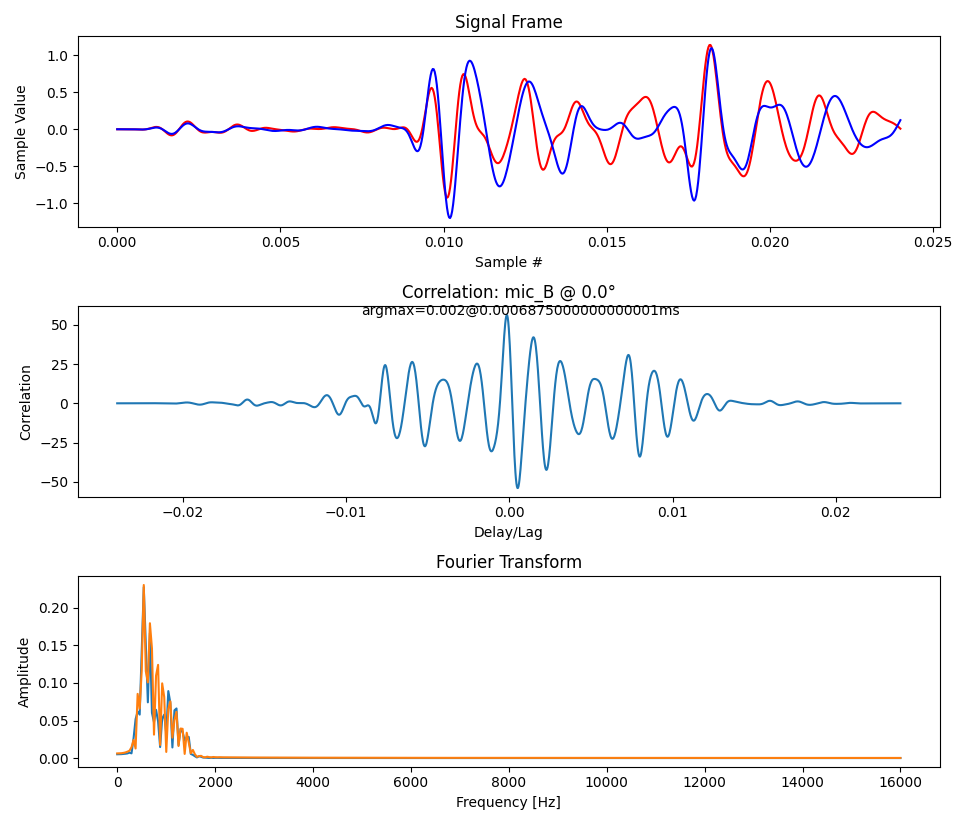 Signal Frame
Sample Value
1.0
0.5
0.0
−0.5
−1.0
0.000 0.005 0.010 0.015 0.020 0.025
Sample #
Correlation: mic_B @ 0.0°
argmax=0.002@0.0006875000000000001ms
Correlation
50
25
0
−25
−50
−0.02 −0.01 0.00 0.01 0.02
Delay/Lag
Fourier Transform
Amplitude
0.20
0.15
0.10
0.05
0.00
0 2000 4000 6000 8000 10000 12000 14000 16000
Frequency [Hz]